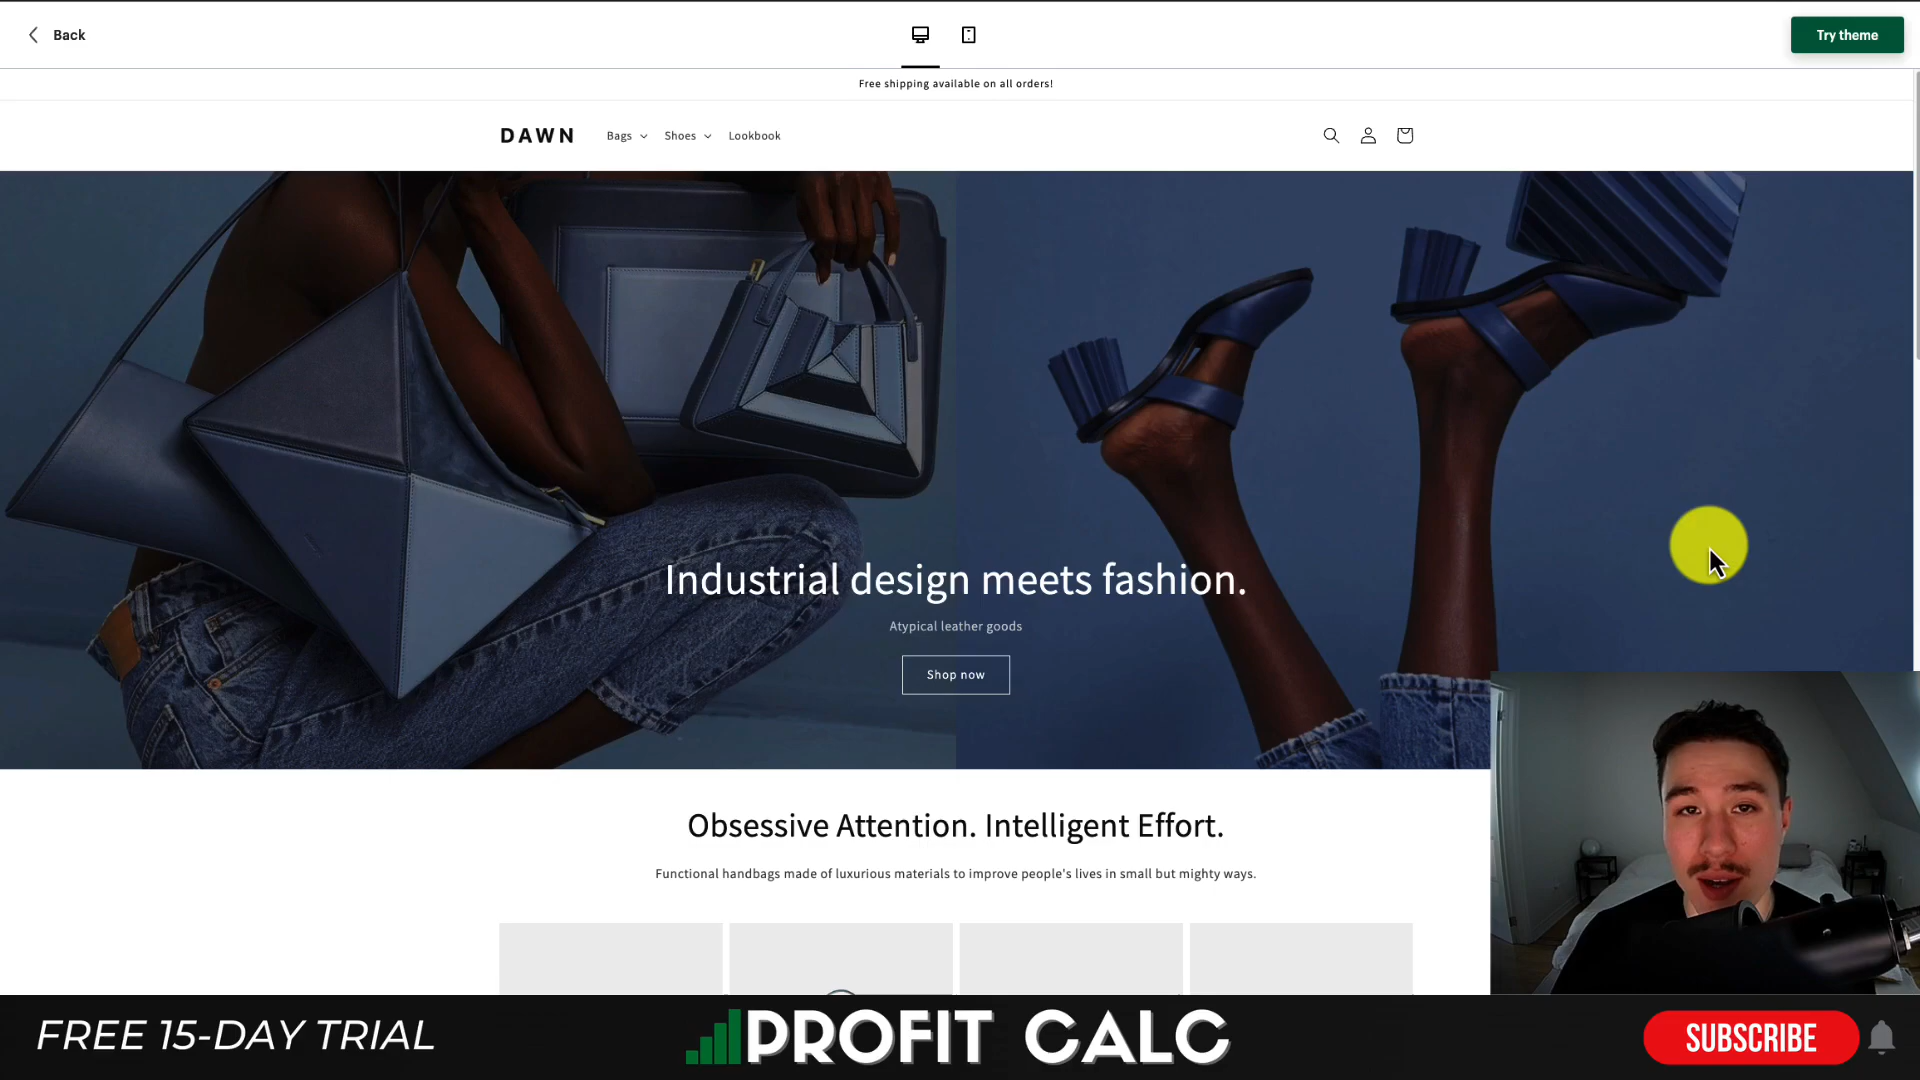 Back
Try theme
Free shipping available on all orders!
DAWN
Bags
Shoes
Lookbook
Industrial design meets fashion.
Atypical leather goods
Shop now
Obsessive Attention. Intelligent Effort.
Functional handbags made of luxurious materials to improve people's lives in small but mighty ways.
FREE 15-DAY TRIAL
PROFIT CALC
SUBSCRIBE